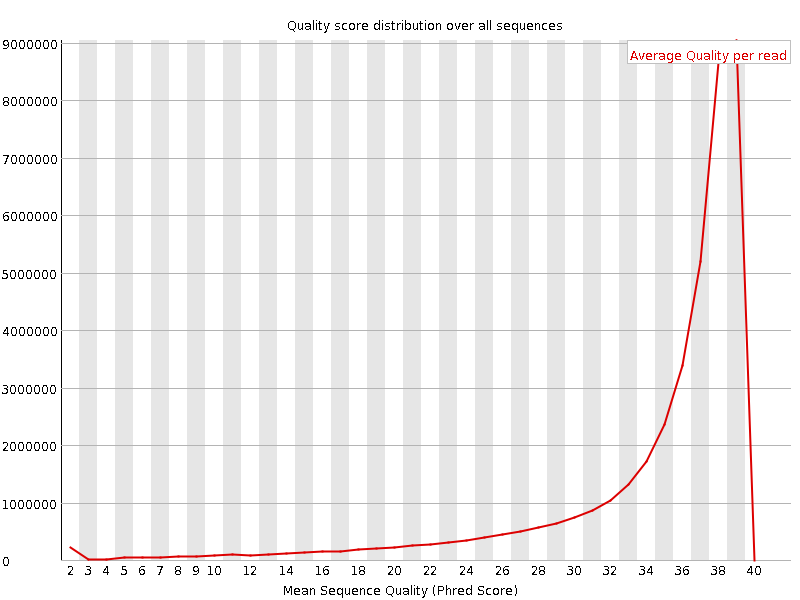 Quality score distribution over all sequences
Average Quality per read
9000000
8000000
7000000
6000000
5000000
4000000
3000000
2000000
1000000
0
2 3 4 5 6 7 8 9 10 12 14 16 18 20 22 24 26 28 30 32 34 36 38 40
Mean Sequence Quality (Phred Score)